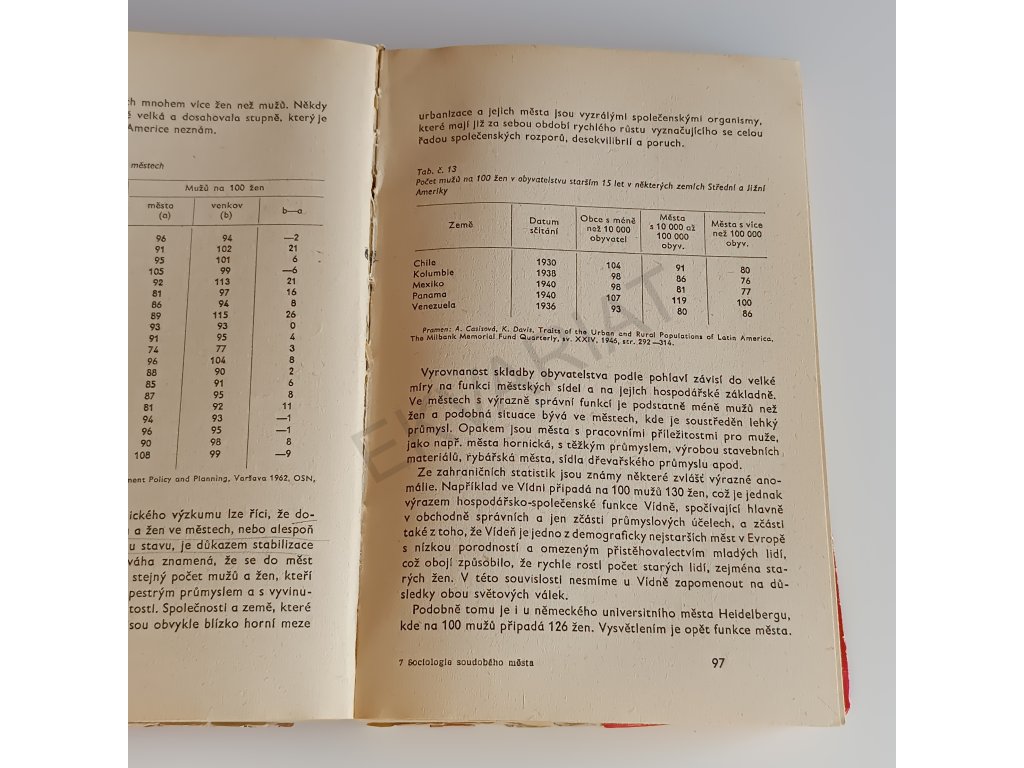 ch mnohem více žen než mužů. Někdy
velká a dosahovala stupně, který je
Americe neznám.
městech
Mužů na 100 žen
města (a) venkov (b) b—a
96 94 —2
91 102 21
95 101 6
105 99 —6
92 113 21
81 97 16
86 94 8
89 115 26
93 93 0
91 95 4
74 77 3
96 104 8
88 90 2
85 91 6
87 95 8
81 92 11
94 93 —1
96 95 —1
90 98 8
108 99 —9
ment Policy and Planning, Varšava 1962, OSN,
ického výzkumu lze říci, že do-
a žen ve městech, nebo alespoň
u stavu, je důkazem stabilizace
váha znamená, že se do měst
stejný počet mužů a žen, kteří
pestrým průmyslem a s vyvinu-
tostí. Společnosti a země, které
sou obvykle blízko horní meze
urbanizace a jejich města jsou vyzrálými společenskými organismy,
které mají již za sebou období rychlého růstu vyznačujícího se celou
řadou společenských rozporů, desekvilibrií a poruch.
Tab. č. 13
Počet mužů na 100 žen v obyvatelstvu starším 15 let v některých zemích Střední a Jižní
Ameriky
Země Datum sčítání Obce s méně než 10 000 obyvatel Města s 10 000 až 100 000 obyv. Města s více než 100 000 obyv.
Chile 1930 104 91 80
Kolumbie 1938 98 86 76
Mexiko 1940 98 81 77
Panama 1940 107 119 100
Venezuela 1936 93 80 86
Pramen: A. Casisová, K. Davis, Traits of the Urban and Rural Populations of Latin America,
The Milbank Memorial Fund Quarterly, sv. XXIV. 1946, str. 292—314.
Vyrovnanost skladby obyvatelstva podle pohlaví závisí do velké
míry na funkci městských sídel a na jejich hospodářské základně.
Ve městech s výrazně správní funkcí je podstatně méně mužů než
žen a podobná situace bývá ve městech, kde je soustředěn lehký
průmysl. Opakem jsou města s pracovními příležitostmi pro muže,
jako např. města hornická, s těžkým průmyslem, výrobou stavebních
materiálů, rybářská města, sídla dřevařského průmyslu apod.
Ze zahraničních statistik jsou známy některé zvlášť výrazné ano-
málie. Například ve Vídni připadá na 100 mužů 130 žen, což je jednak
výrazem hospodářsko-společenské funkce Vídně, spočívající hlavně
v obchodně správních a jen zčásti průmyslových účelech, a zčásti
také z toho, že Vídeň je jedno z demograficky nejstarších měst v Evropě
s nízkou porodností a omezeným přistěhovalectvím mladých lidí,
což obojí způsobilo, že rychle rostl počet starých lidí, zejména sta-
rých žen. V této souvislosti nesmíme u Vídně zapomenout na dů-
sledky obou světových válek.
Podobně tomu je i u německého universitního města Heidelbergu,
kde na 100 mužů připadá 126 žen. Vysvětlením je opět funkce města.
7 Sociologie soudobého města 97